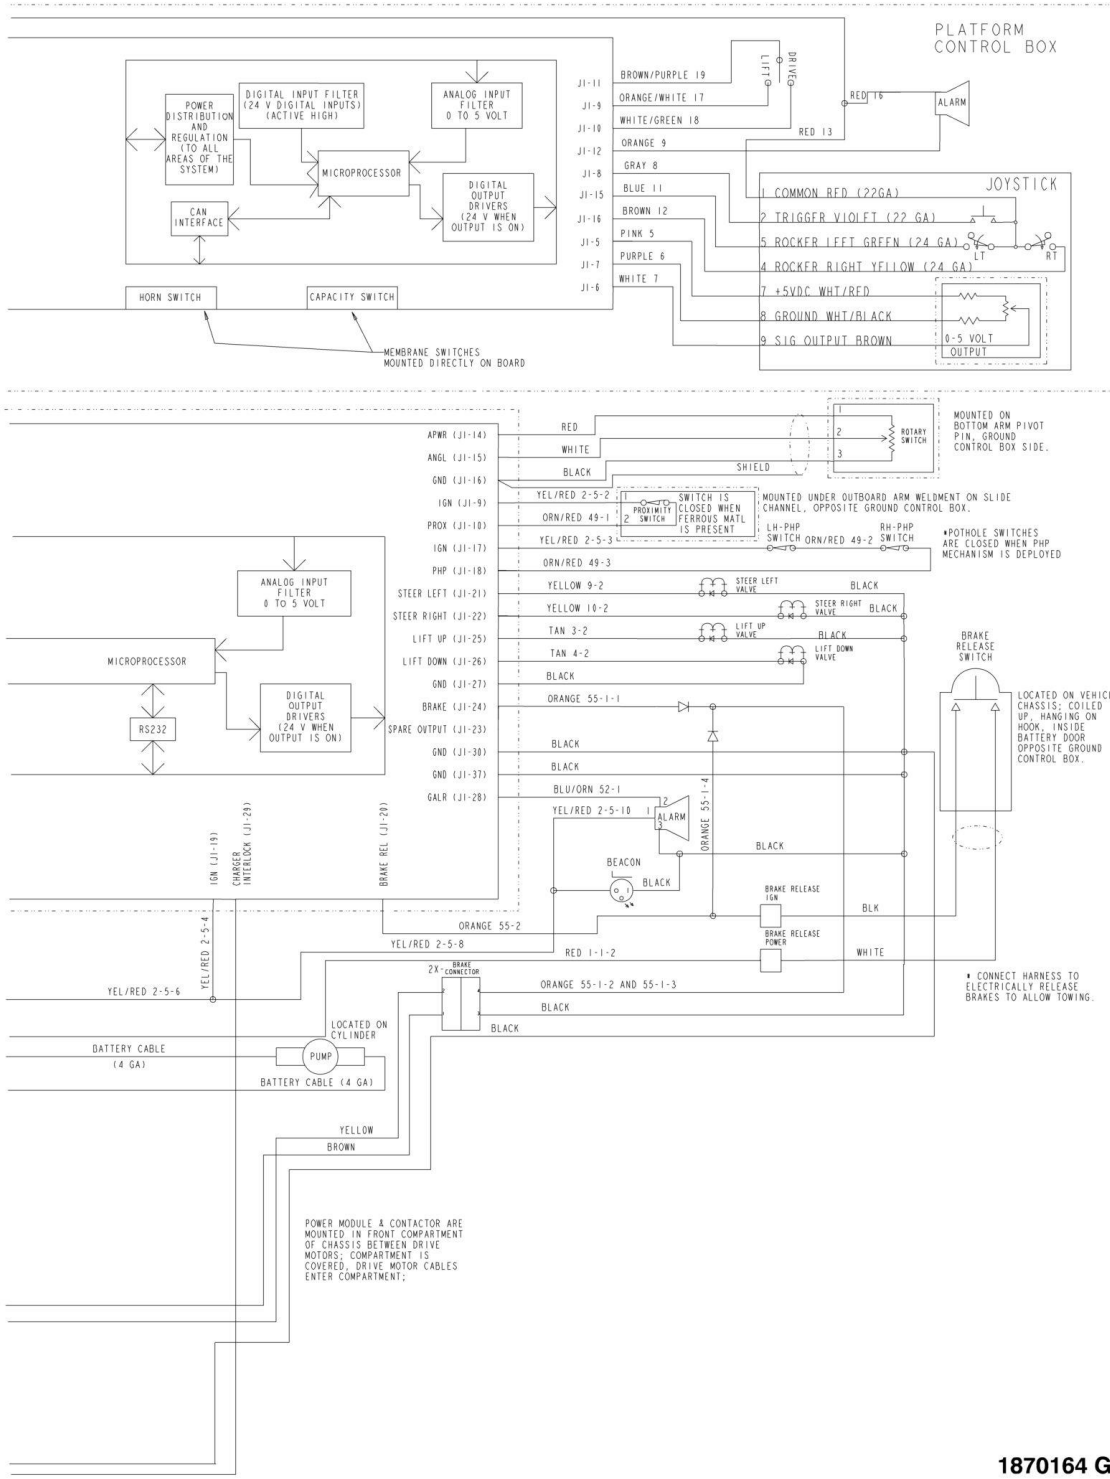 PLATFORM
CONTROL BOX
POWER
DISTRIBUTION
AND
REGULATION
(TO ALL
AREAS OF THE
SYSTEM)
DIGITAL INPUT FILTER
(24 V DIGITAL INPUTS)
(ACTIVE HIGH)
ANALOG INPUT
FILTER
0 TO 5 VOLT
MICROPROCESSOR
CAN
INTERFACE
DIGITAL
OUTPUT
DRIVERS
(24 V WHEN
OUTPUT IS ON)
HORN SWITCH
CAPACITY SWITCH
MEMBRANE SWITCHES
MOUNTED DIRECTLY ON BOARD
J1-11 BROWN/PURPLE 19
J1-9 ORANGE/WHITE 17
J1-10 WHITE/GREEN 18
J1-12 ORANGE 9
J1-8 GRAY 8
J1-15 BLUE 11
J1-16 BROWN 12
J1-5 PINK 5
J1-7 PURPLE 6
J1-6 WHITE 7
LIFT
DRIVE
RED 16
ALARM
RED 13
JOYSTICK
1 COMMON RED (22GA)
2 TRIGGER VIOLET (22 GA)
5 ROCKER LEFT GREEN (24 GA)
LT
RT
4 ROCKER RIGHT YELLOW (24 GA)
7 +5VDC WHT/RED
8 GROUND WHT/BLACK
9 SIG OUTPUT BROWN
0-5 VOLT
OUTPUT
APWR (J1-14) RED
ANGL (J1-15) WHITE
GND (J1-16) BLACK
SHIELD
1
2
3
ROTARY
SWITCH
MOUNTED ON
BOTTOM ARM PIVOT
PIN, GROUND
CONTROL BOX SIDE.
IGN (J1-9) YEL/RED 2-5-2
PROX (J1-10) ORN/RED 49-1
1
2
PROXIMITY
SWITCH
SWITCH IS
CLOSED WHEN
FERROUS MATL
IS PRESENT
MOUNTED UNDER OUTBOARD ARM WELDMENT ON SLIDE
CHANNEL, OPPOSITE GROUND CONTROL BOX.
IGN (J1-17) YEL/RED 2-5-3
LH-PHP
SWITCH
ORN/RED 49-2
RH-PHP
SWITCH
*POTHOLE SWITCHES
ARE CLOSED WHEN PHP
MECHANISM IS DEPLOYED
PHP (J1-18) ORN/RED 49-3
STEER LEFT (J1-21) YELLOW 9-2
STEER LEFT
VALVE
BLACK
STEER RIGHT (J1-22) YELLOW 10-2
STEER RIGHT
VALVE
BLACK
LIFT UP (J1-25) TAN 3-2
LIFT UP
VALVE
BLACK
LIFT DOWN (J1-26) TAN 4-2
LIFT DOWN
VALVE
GND (J1-27) BLACK
BRAKE (J1-24) ORANGE 55-1-1
SPARE OUTPUT (J1-23)
GND (J1-30) BLACK
GND (J1-37) BLACK
GALR (J1-28) BLU/ORN 52-1
YEL/RED 2-5-10
2
1
3
ALARM
ORANGE 55-1-4
BLACK
BEACON
BLACK
ANALOG INPUT
FILTER
0 TO 5 VOLT
MICROPROCESSOR
RS232
DIGITAL
OUTPUT
DRIVERS
(24 V WHEN
OUTPUT IS ON)
IGN (J1-19)
CHARGER
INTERLOCK (J1-29)
BRAKE REL (J1-20)
BRAKE
RELEASE
SWITCH
LOCATED ON VEHIC
CHASSIS; COILED
UP, HANGING ON
HOOK, INSIDE
BATTERY DOOR
OPPOSITE GROUND
CONTROL BOX.
BRAKE RELEASE
IGN
BLK
ORANGE 55-2
BRAKE RELEASE
POWER
WHITE
YEL/RED 2-5-4
YEL/RED 2-5-8
RED 1-1-2
2X
BRAKE
CONNECTOR
YEL/RED 2-5-6
ORANGE 55-1-2 AND 55-1-3
BLACK
BLACK
* CONNECT HARNESS TO
ELECTRICALLY RELEASE
BRAKES TO ALLOW TOWING.
LOCATED ON
CYLINDER
BATTERY CABLE
(4 GA)
PUMP
BATTERY CABLE (4 GA)
YELLOW
BROWN
POWER MODULE & CONTACTOR ARE
MOUNTED IN FRONT COMPARTMENT
OF CHASSIS BETWEEN DRIVE
MOTORS; COMPARTMENT IS
COVERED, DRIVE MOTOR CABLES
ENTER COMPARTMENT;
1870164 G